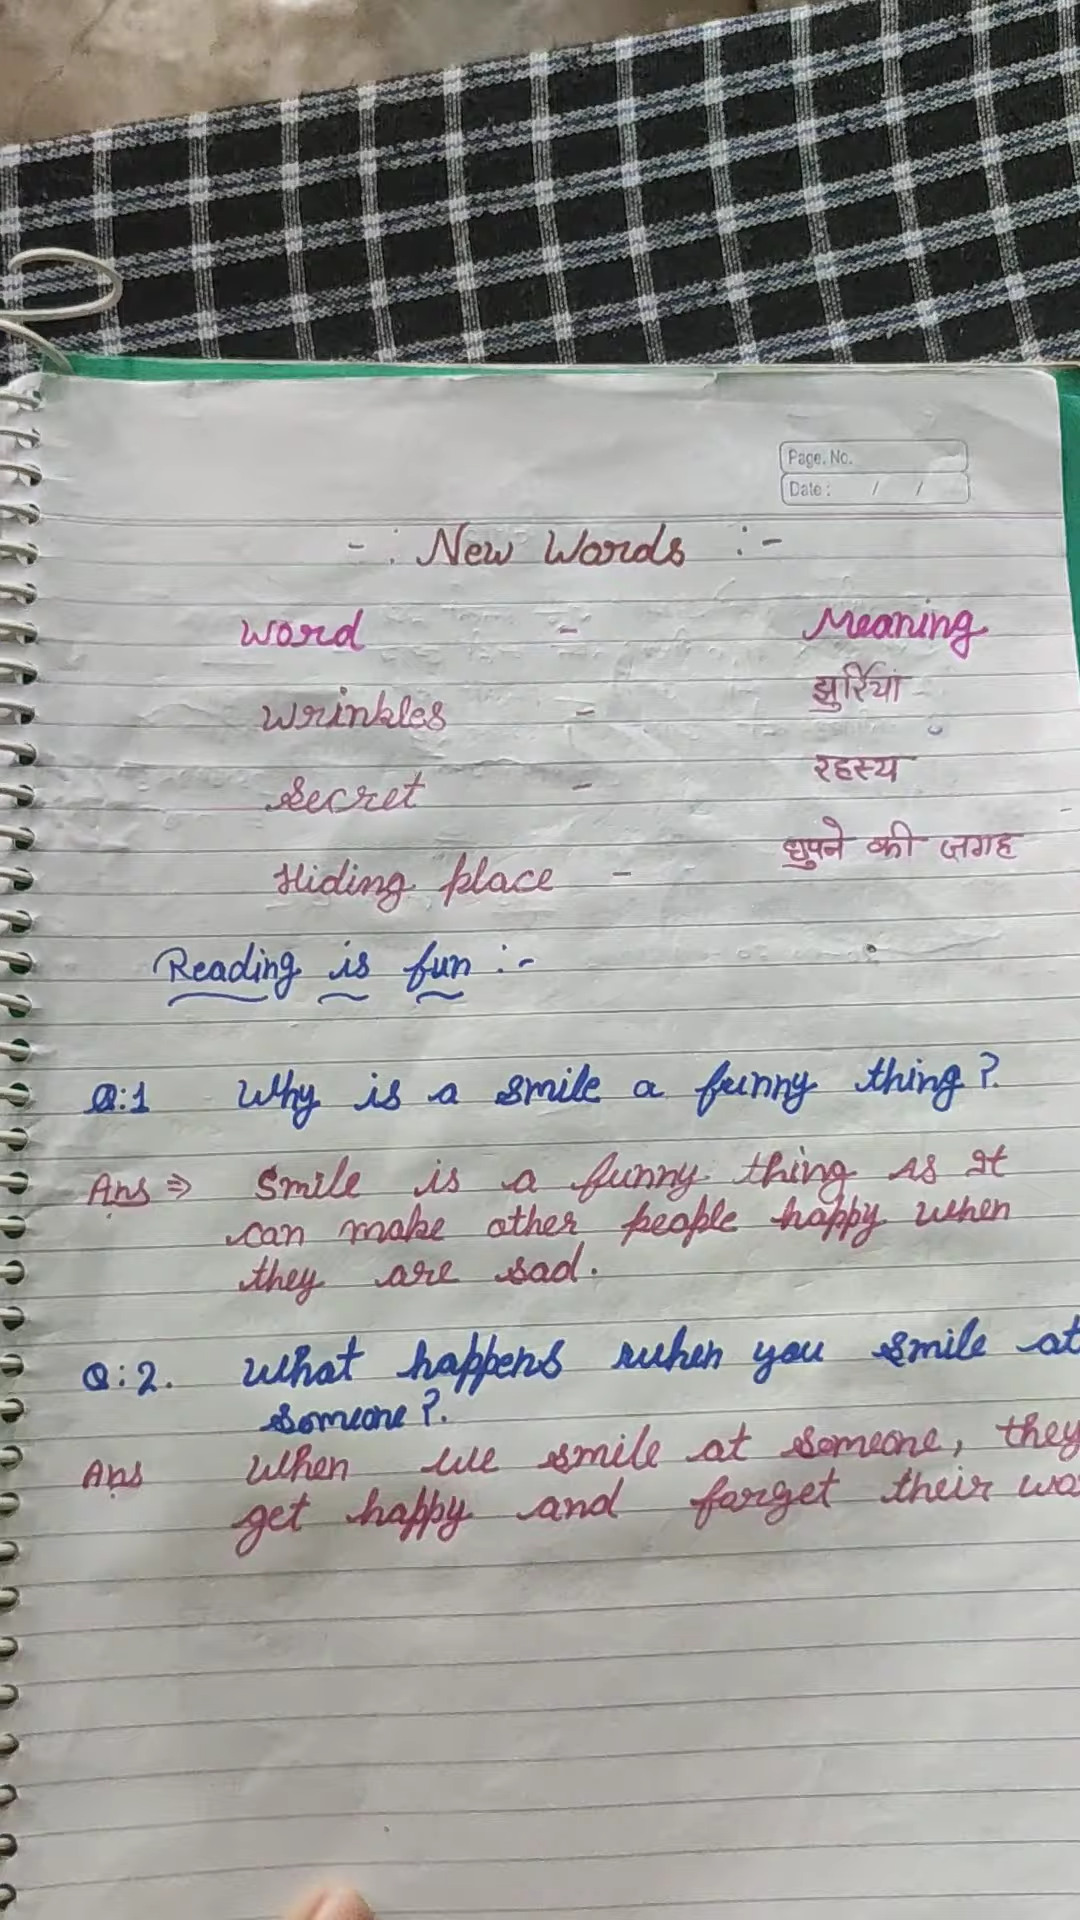 Page. No.
Date : / /
- : New Words :-
Word - Meaning
Wrinkles - झुर्रियां
Secret - रहस्य
Hiding place - छुपने की जगह
Reading is fun :-
Q:1 Why is a smile a funny thing?
Ans ⇒ Smile is a funny thing as it
can make other people happy when
they are sad.
Q:2. What happens when you smile at
someone?.
Ans When we smile at someone, they
get happy and forget their